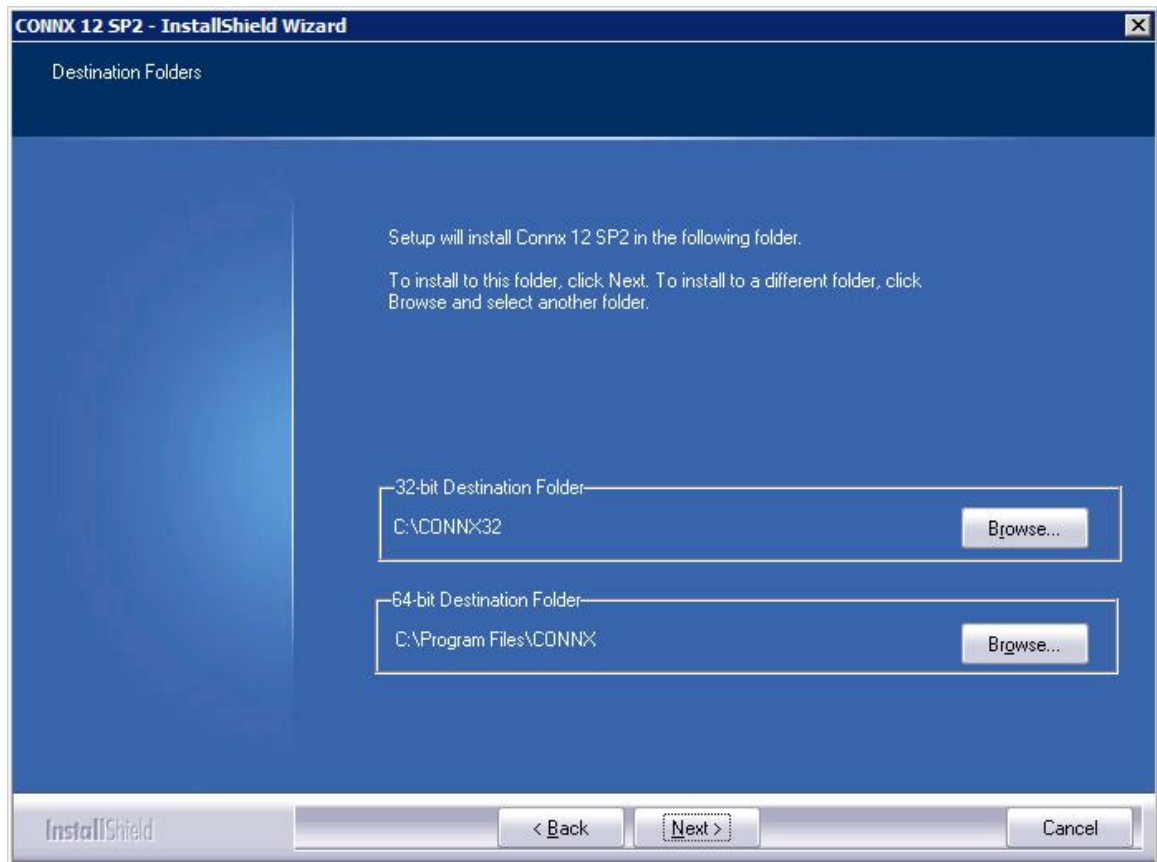 CONNX 12 SP2 - InstallShield Wizard
Destination Folders
Setup will install Connx 12 SP2 in the following folder.
To install to this folder, click Next. To install to a different folder, click
Browse and select another folder.
32-bit Destination Folder
C:\CONNX32
Browse...
64-bit Destination Folder
C:\Program Files\CONNX
Browse...
InstallShield
< Back
Next >
Cancel